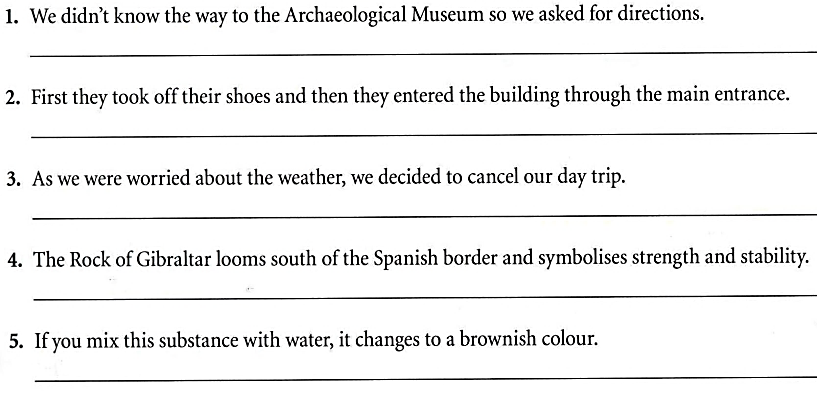 1. We didn't know the way to the Archaeological Museum so we asked for directions.
2. First they took off their shoes and then they entered the building through the main entrance.
3. As we were worried about the weather, we decided to cancel our day trip.
4. The Rock of Gibraltar looms south of the Spanish border and symbolises strength and stability.
5. If you mix this substance with water, it changes to a brownish colour.